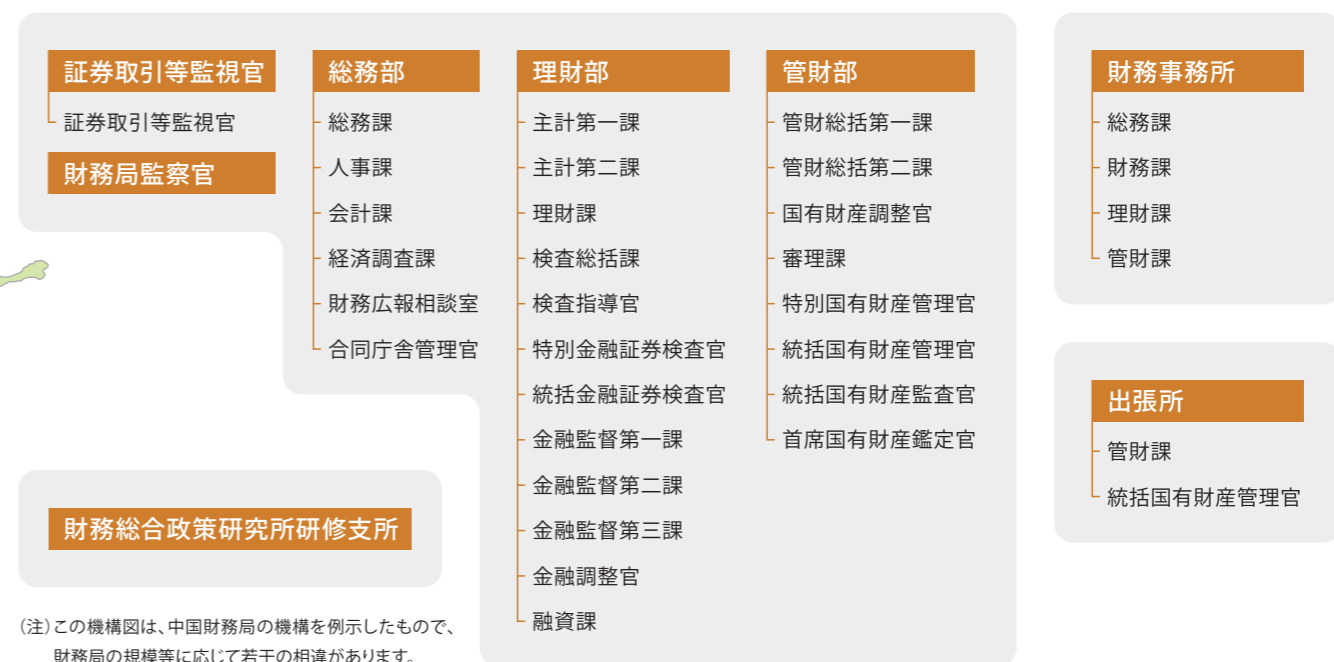 証券取引等監視官
証券取引等監視官
財務局監察官
総務部
総務課
人事課
会計課
経済調査課
財務広報相談室
合同庁舎管理官
理財部
主計第一課
主計第二課
理財課
検査総括課
検査指導官
特別金融証券検査官
統括金融証券検査官
金融監督第一課
金融監督第二課
金融監督第三課
金融調整官
融資課
管財部
管財総括第一課
管財総括第二課
国有財産調整官
審理課
特別国有財産管理官
統括国有財産管理官
統括国有財産監査官
首席国有財産鑑定官
財務事務所
総務課
財務課
理財課
管財課
出張所
管財課
統括国有財産管理官
財務総合政策研究所研修支所
(注)この機構図は、中国財務局の機構を例示したもので、
財務局の規模等に応じて若干の相違があります。